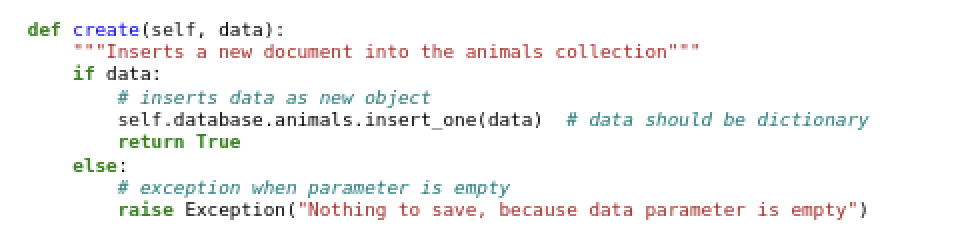 def create(self, data):
    """Inserts a new document into the animals collection"""
    if data:
        # inserts data as new object
        self.database.animals.insert_one(data)  # data should be dictionary
        return True
    else:
        # exception when parameter is empty
        raise Exception("Nothing to save, because data parameter is empty")